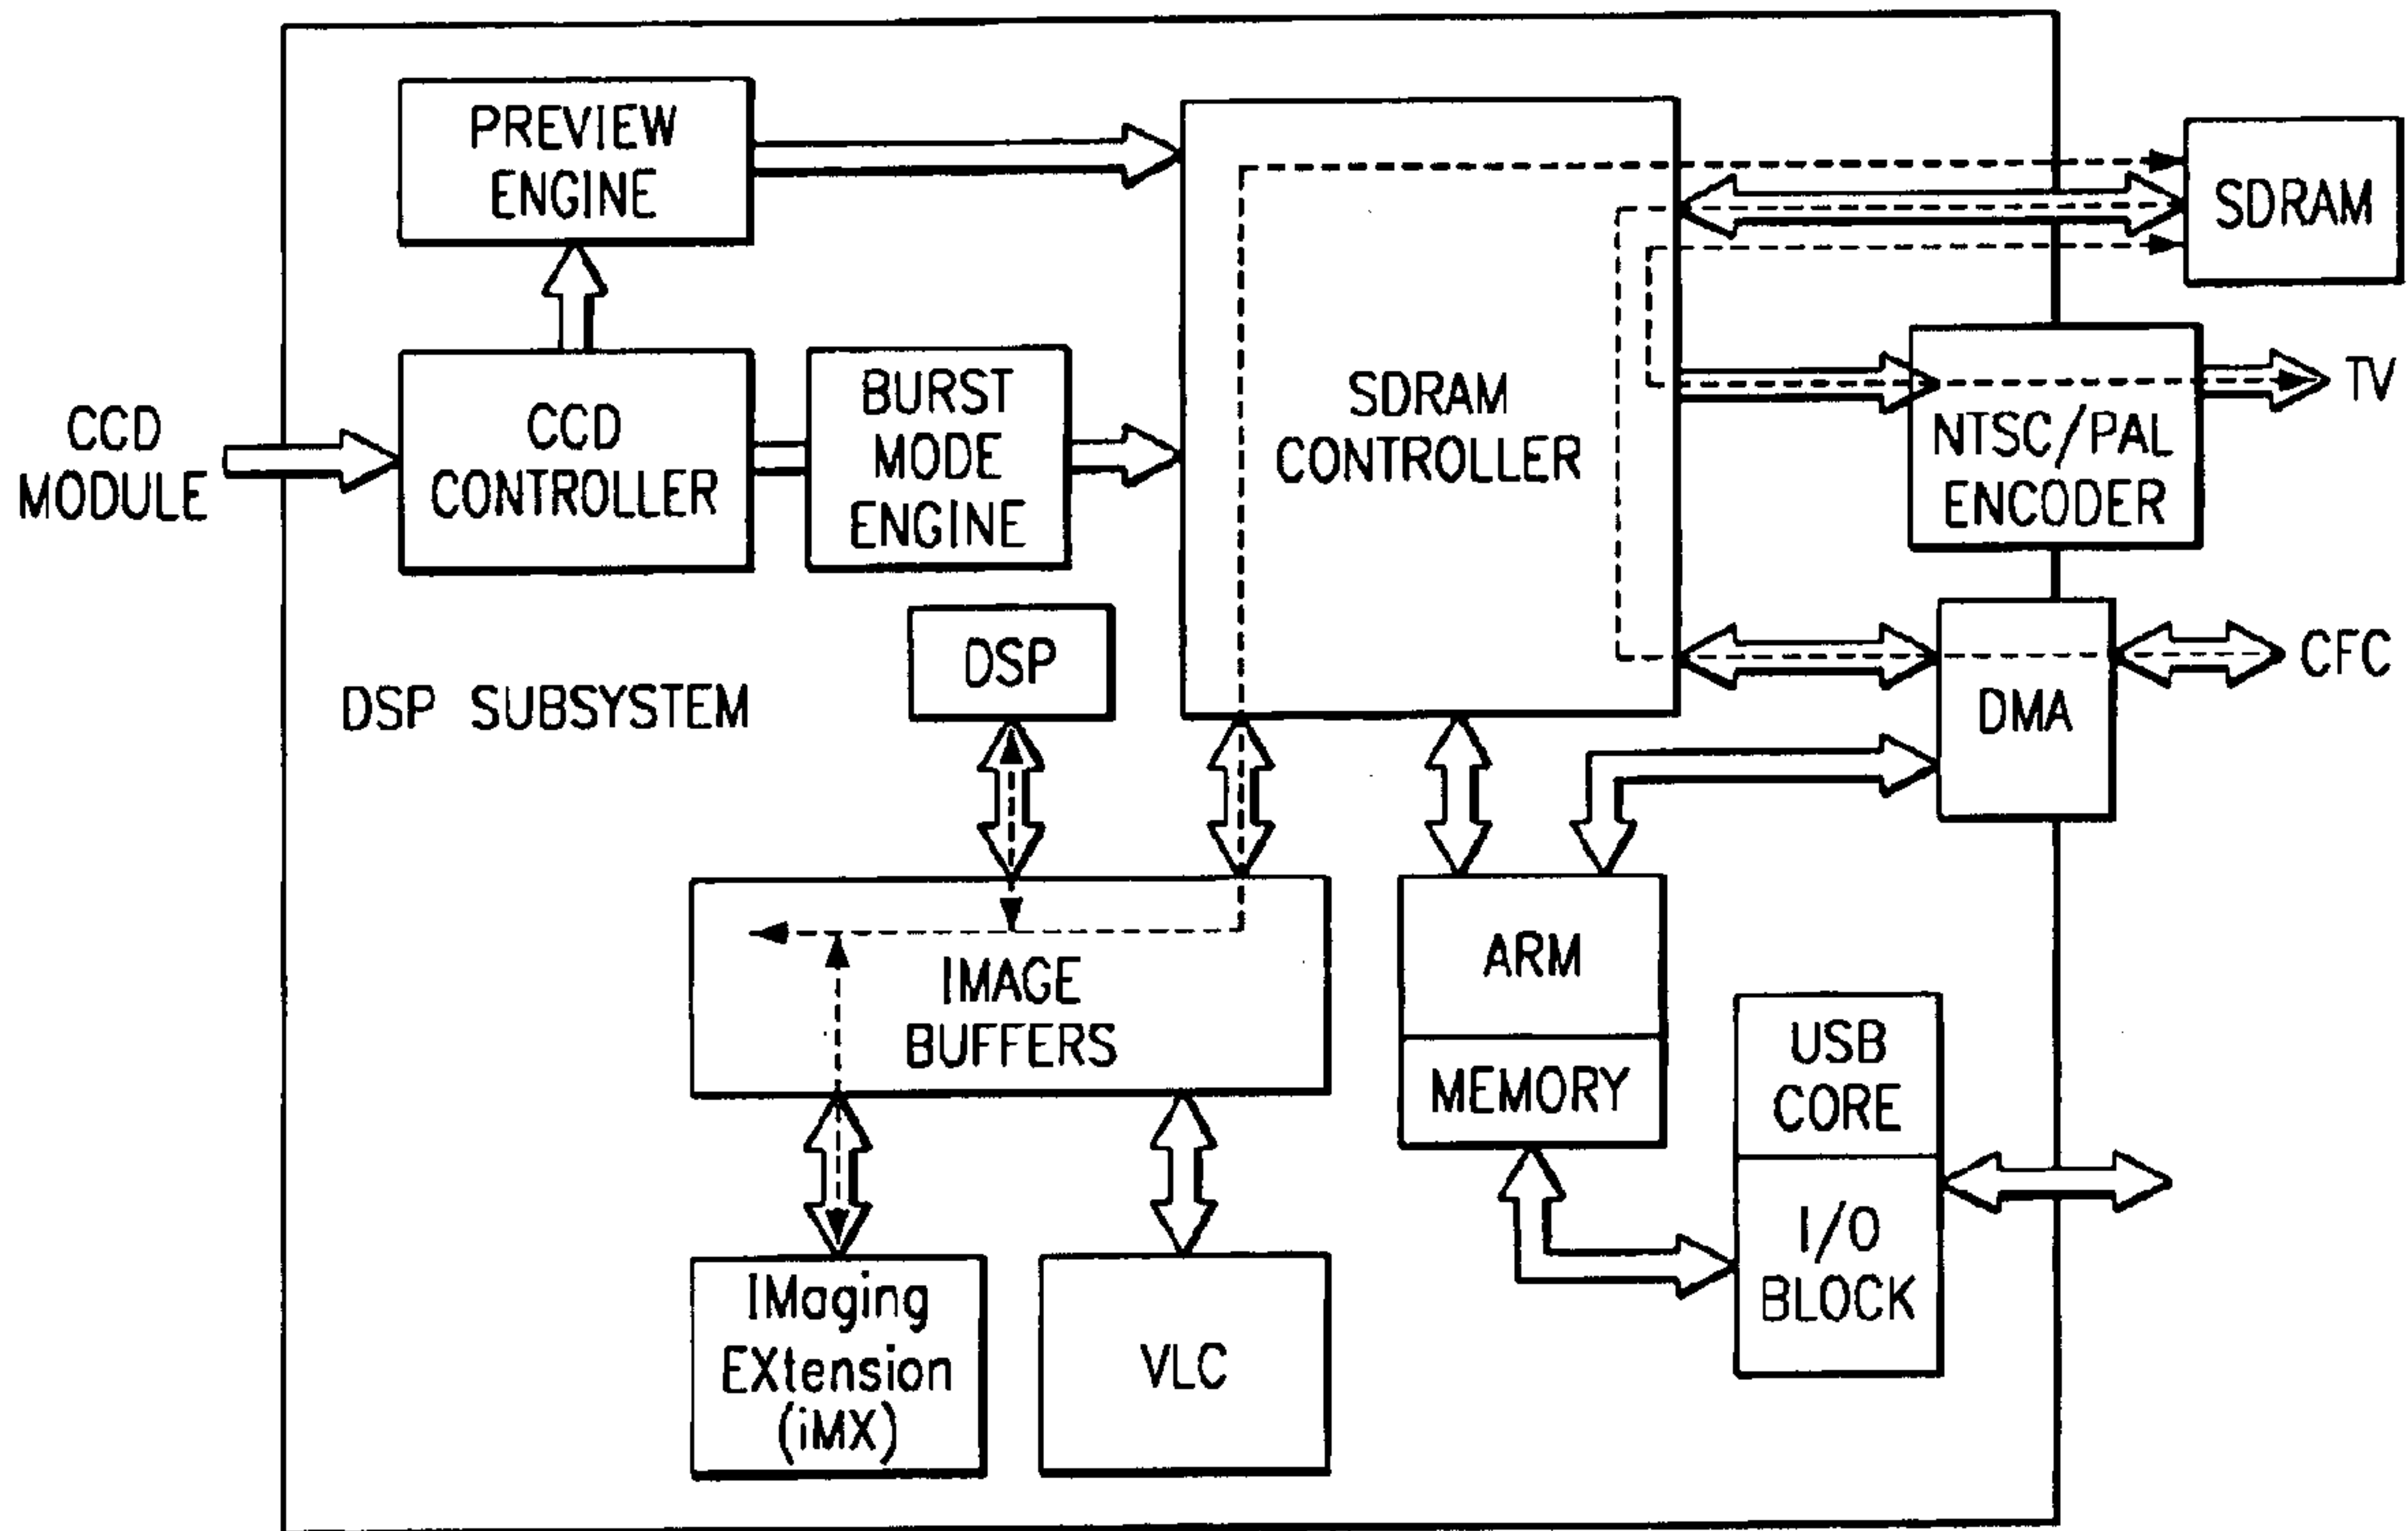 PREVIEW
ENGINE
SDRAM
CCD
MODULE
CCD
CONTROLLER
BURST
MODE
ENGINE
SDRAM
CONTROLLER
TV
NTSC/PAL
ENCODER
DSP
DSP SUBSYSTEM
CFC
DMA
IMAGE
BUFFERS
ARM
MEMORY
USB
CORE
I/O
BLOCK
IMaging
EXtension
(iMX)
VLC